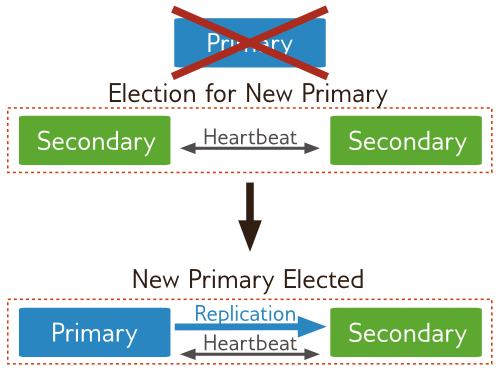 Primary
Election for New Primary
Secondary Heartbeat Secondary
New Primary Elected
Replication
Primary Secondary
Heartbeat